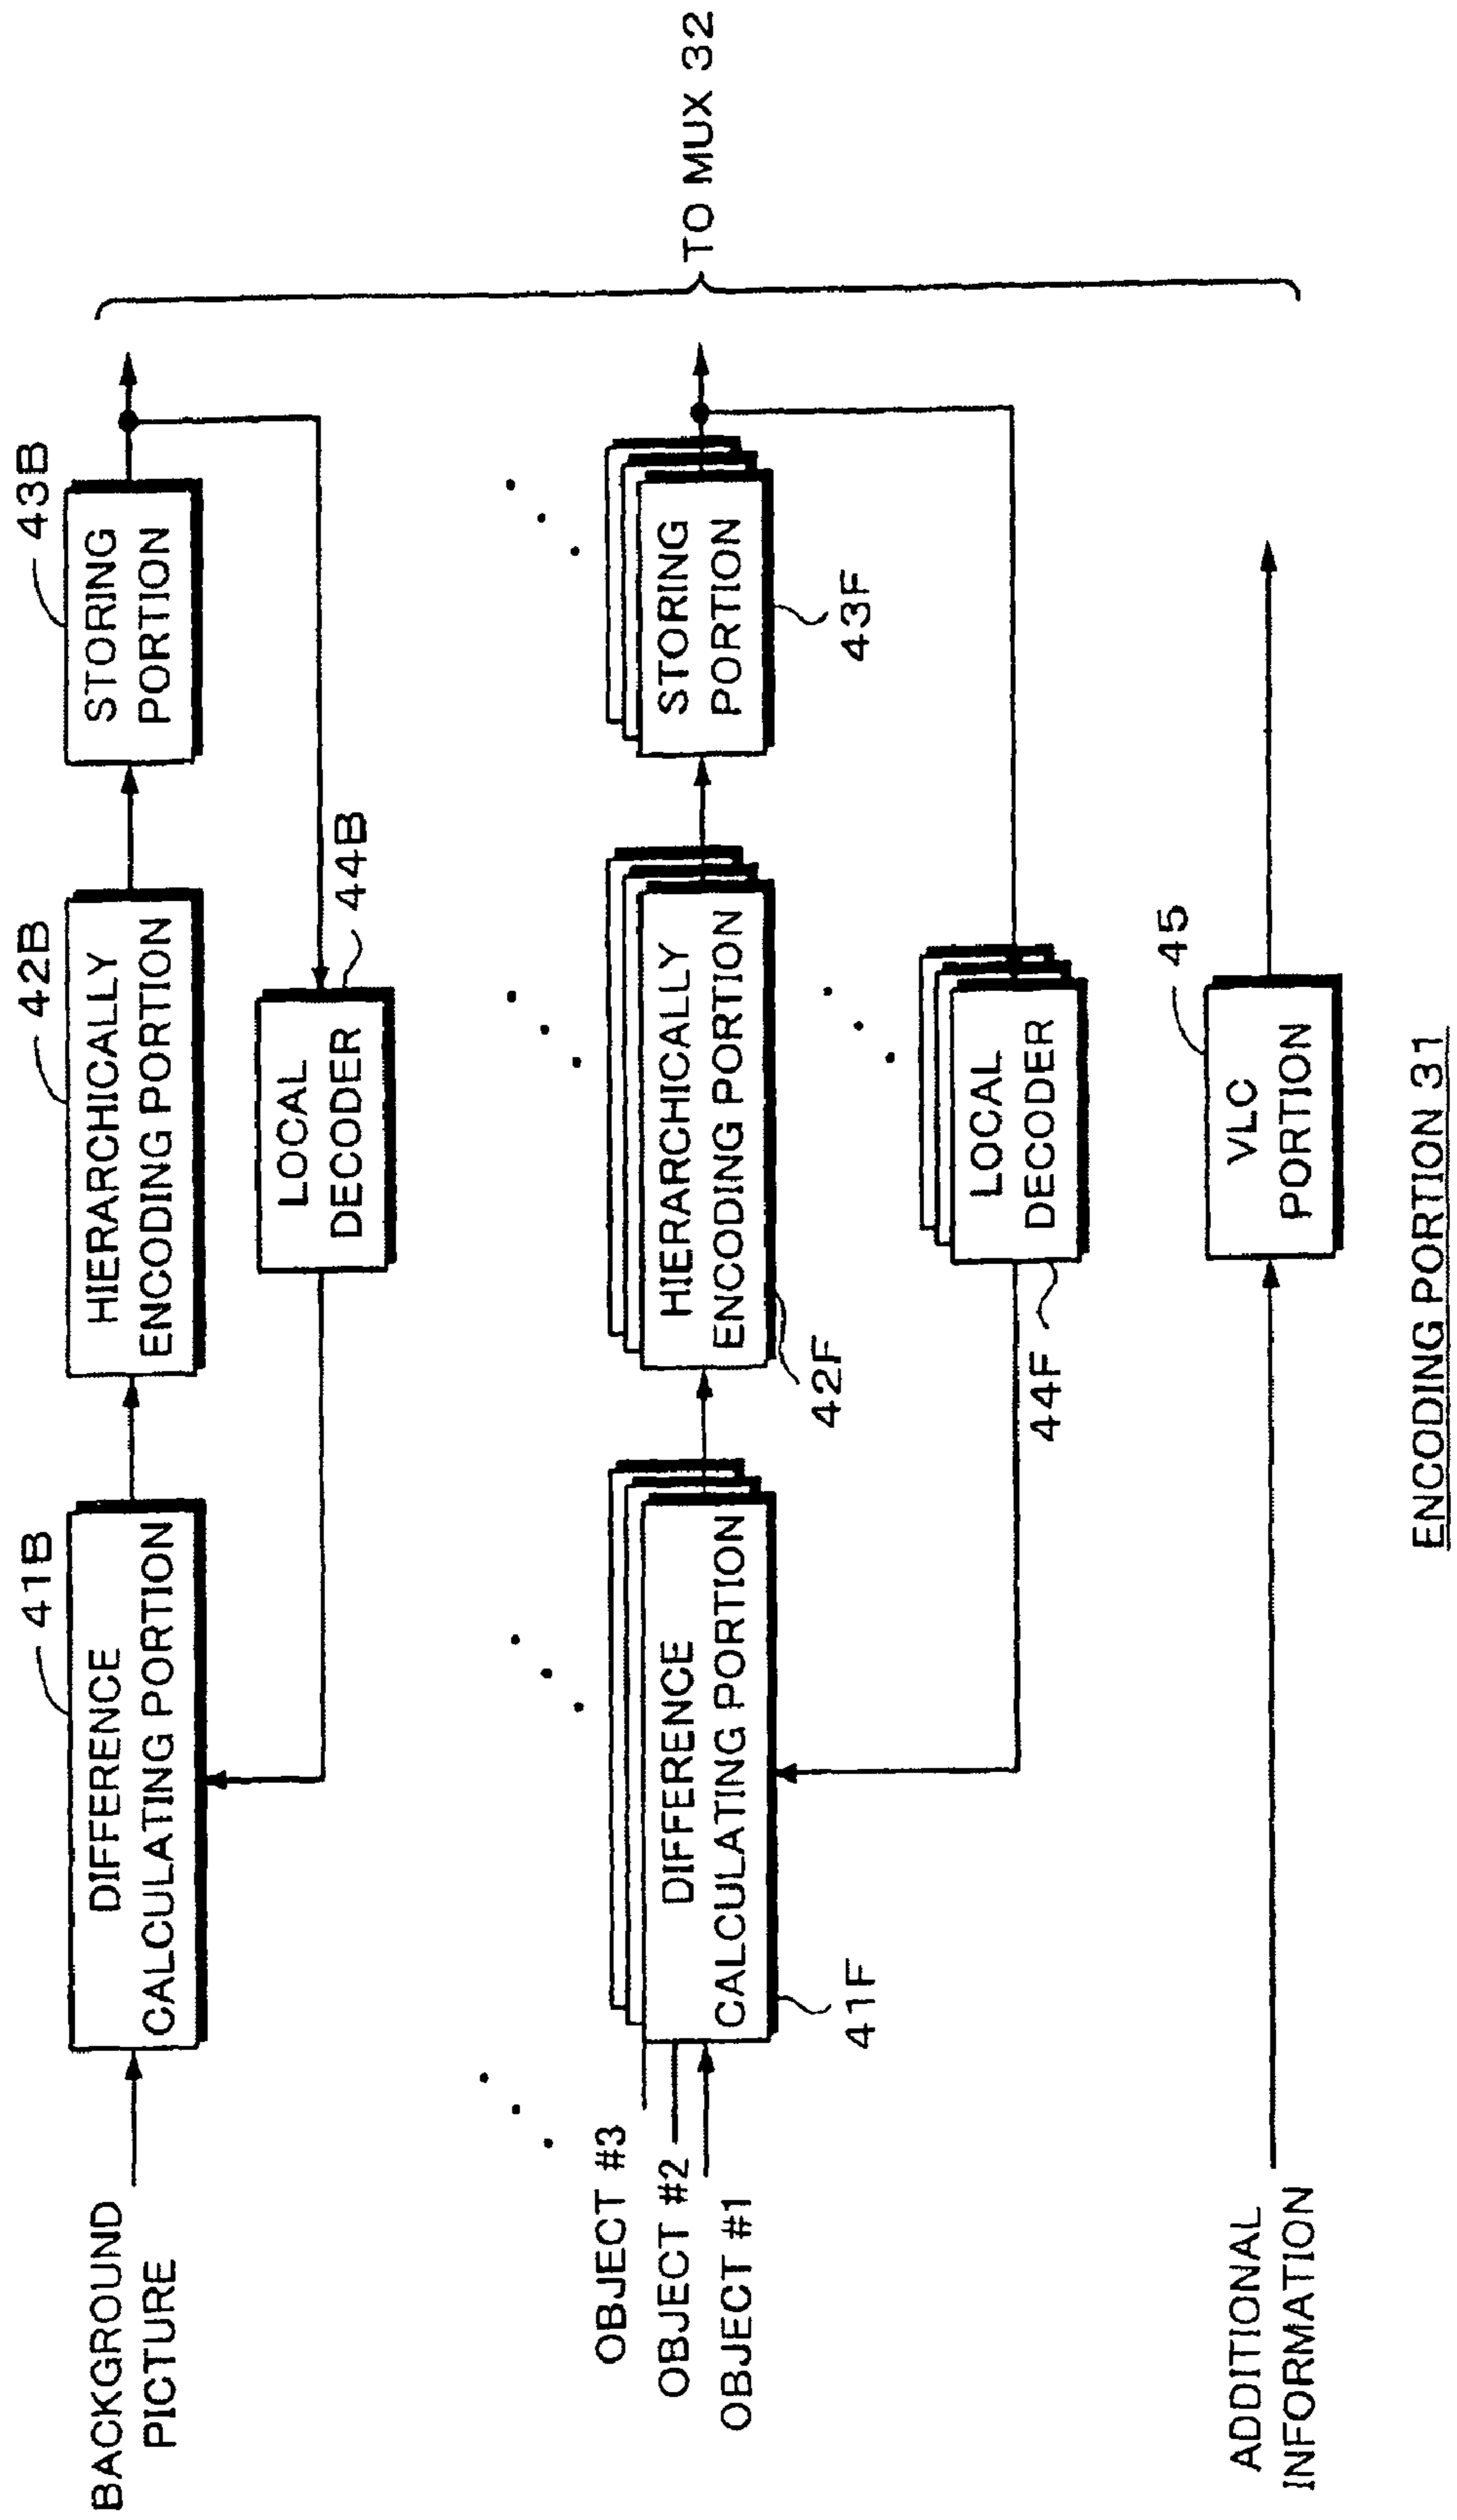 BACKGROUND
PICTURE
41B
DIFFERENCE
CALCULATING PORTION
42B
HIERARCHICALLY
ENCODING PORTION
43B
STORING
PORTION
LOCAL
DECODER
44B
OBJECT #3
OBJECT #2
OBJECT #1
DIFFERENCE
CALCULATING PORTION
41F
HIERARCHICALLY
ENCODING PORTION
42F
STORING
PORTION
43F
TO MUX 32
LOCAL
DECODER
44F
ADDITIONAL
INFORMATION
VLC
PORTION
45
ENCODING PORTION 31